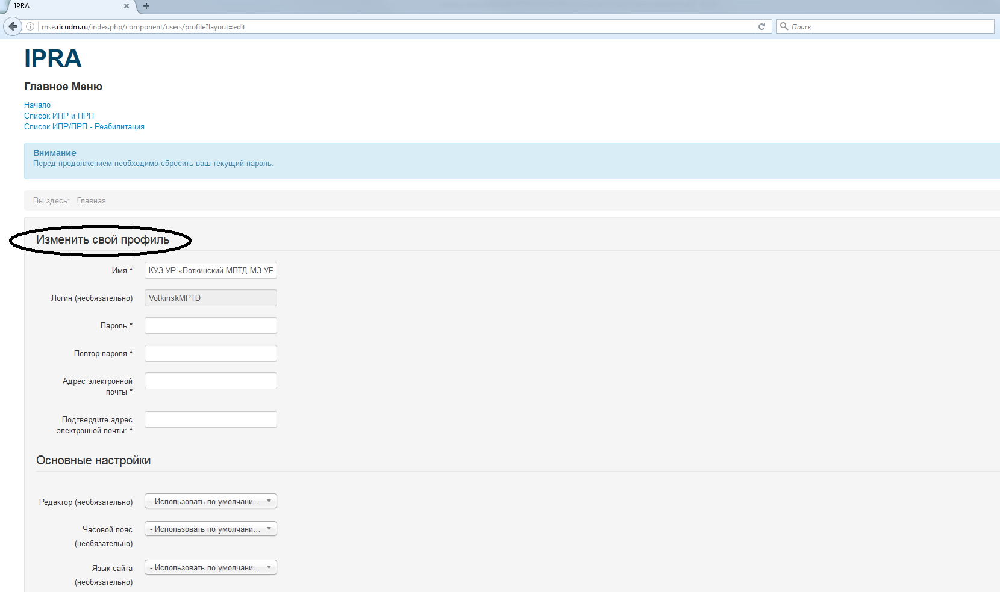 IPRA
mse.ricudm.ru/index.php/component/users/profile?layout=edit
Поиск
IPRA
Главное Меню
Начало
Список ИПР и ПРП
Список ИПР/ПРП - Реабилитация
Внимание
Перед продолжением необходимо сбросить ваш текущий пароль.
Вы здесь: Главная
Изменить свой профиль
Имя * КУЗ УР «Воткинский МПТД МЗ УР
Логин (необязательно) VotkinskMPTD
Пароль *
Повтор пароля *
Адрес электронной
почты *
Подтвердите адрес
электронной почты: *
Основные настройки
Редактор (необязательно) - Использовать по умолчани...
Часовой пояс - Использовать по умолчани...
(необязательно)
Язык сайта - Использовать по умолчани...
(необязательно)